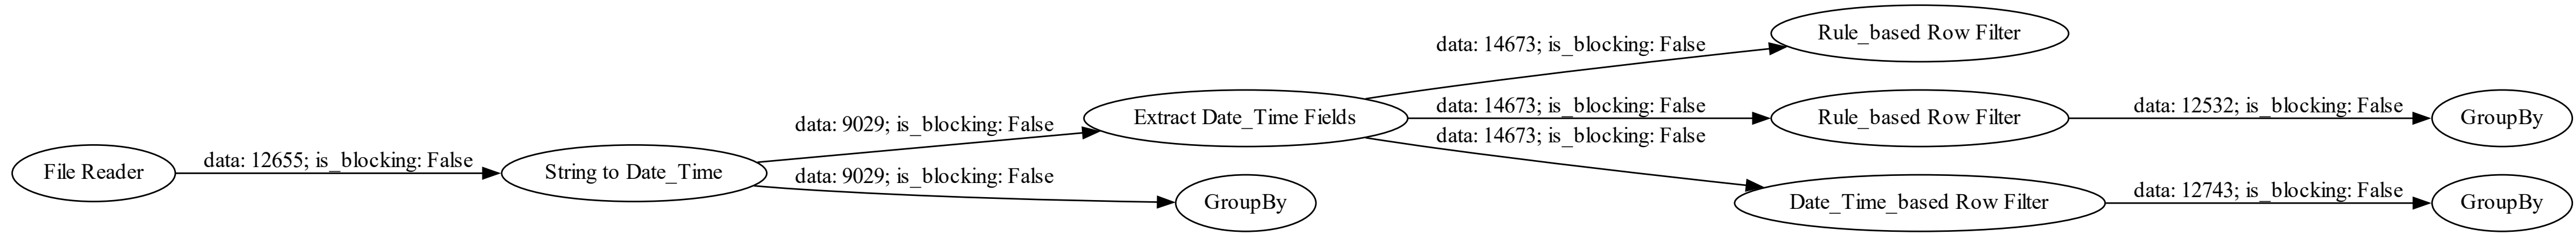 File Reader
data: 12655; is_blocking: False
String to Date_Time
data: 9029; is_blocking: False
data: 9029; is_blocking: False
Extract Date_Time Fields
GroupBy
data: 14673; is_blocking: False
data: 14673; is_blocking: False
data: 14673; is_blocking: False
Rule_based Row Filter
Rule_based Row Filter
Date_Time_based Row Filter
data: 12532; is_blocking: False
data: 12743; is_blocking: False
GroupBy
GroupBy